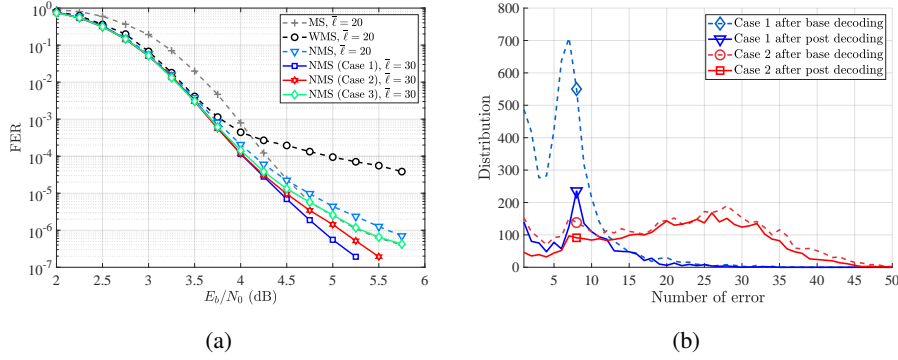 10^0
10^-1
10^-2
10^-3
10^-4
10^-5
10^-6
10^-7
FER
2 2.5 3 3.5 4 4.5 5 5.5 6
E_b/N_0 (dB)
MS, ℓ̅ = 20
WMS, ℓ̅ = 20
NMS, ℓ̅ = 20
NMS (Case 1), ℓ̅ = 30
NMS (Case 2), ℓ̅ = 30
NMS (Case 3), ℓ̅ = 30
(a)
800
700
600
500
400
300
200
100
0
Distribution
5 10 15 20 25 30 35 40 45 50
Number of error
Case 1 after base decoding
Case 1 after post decoding
Case 2 after base decoding
Case 2 after post decoding
(b)